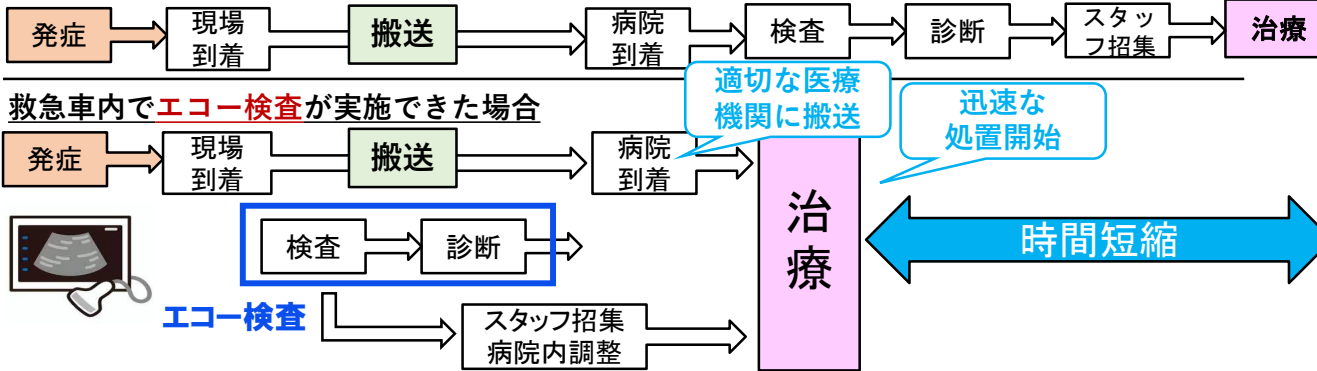 発症
現場
到着
搬送
病院
到着
検査
診断
スタッ
フ招集
治療
適切な医療
機関に搬送
迅速な
処置開始
救急車内でエコー検査が実施できた場合
発症
現場
到着
搬送
病院
到着
治
療
時間短縮
検査
診断
エコー検査
スタッフ招集
病院内調整